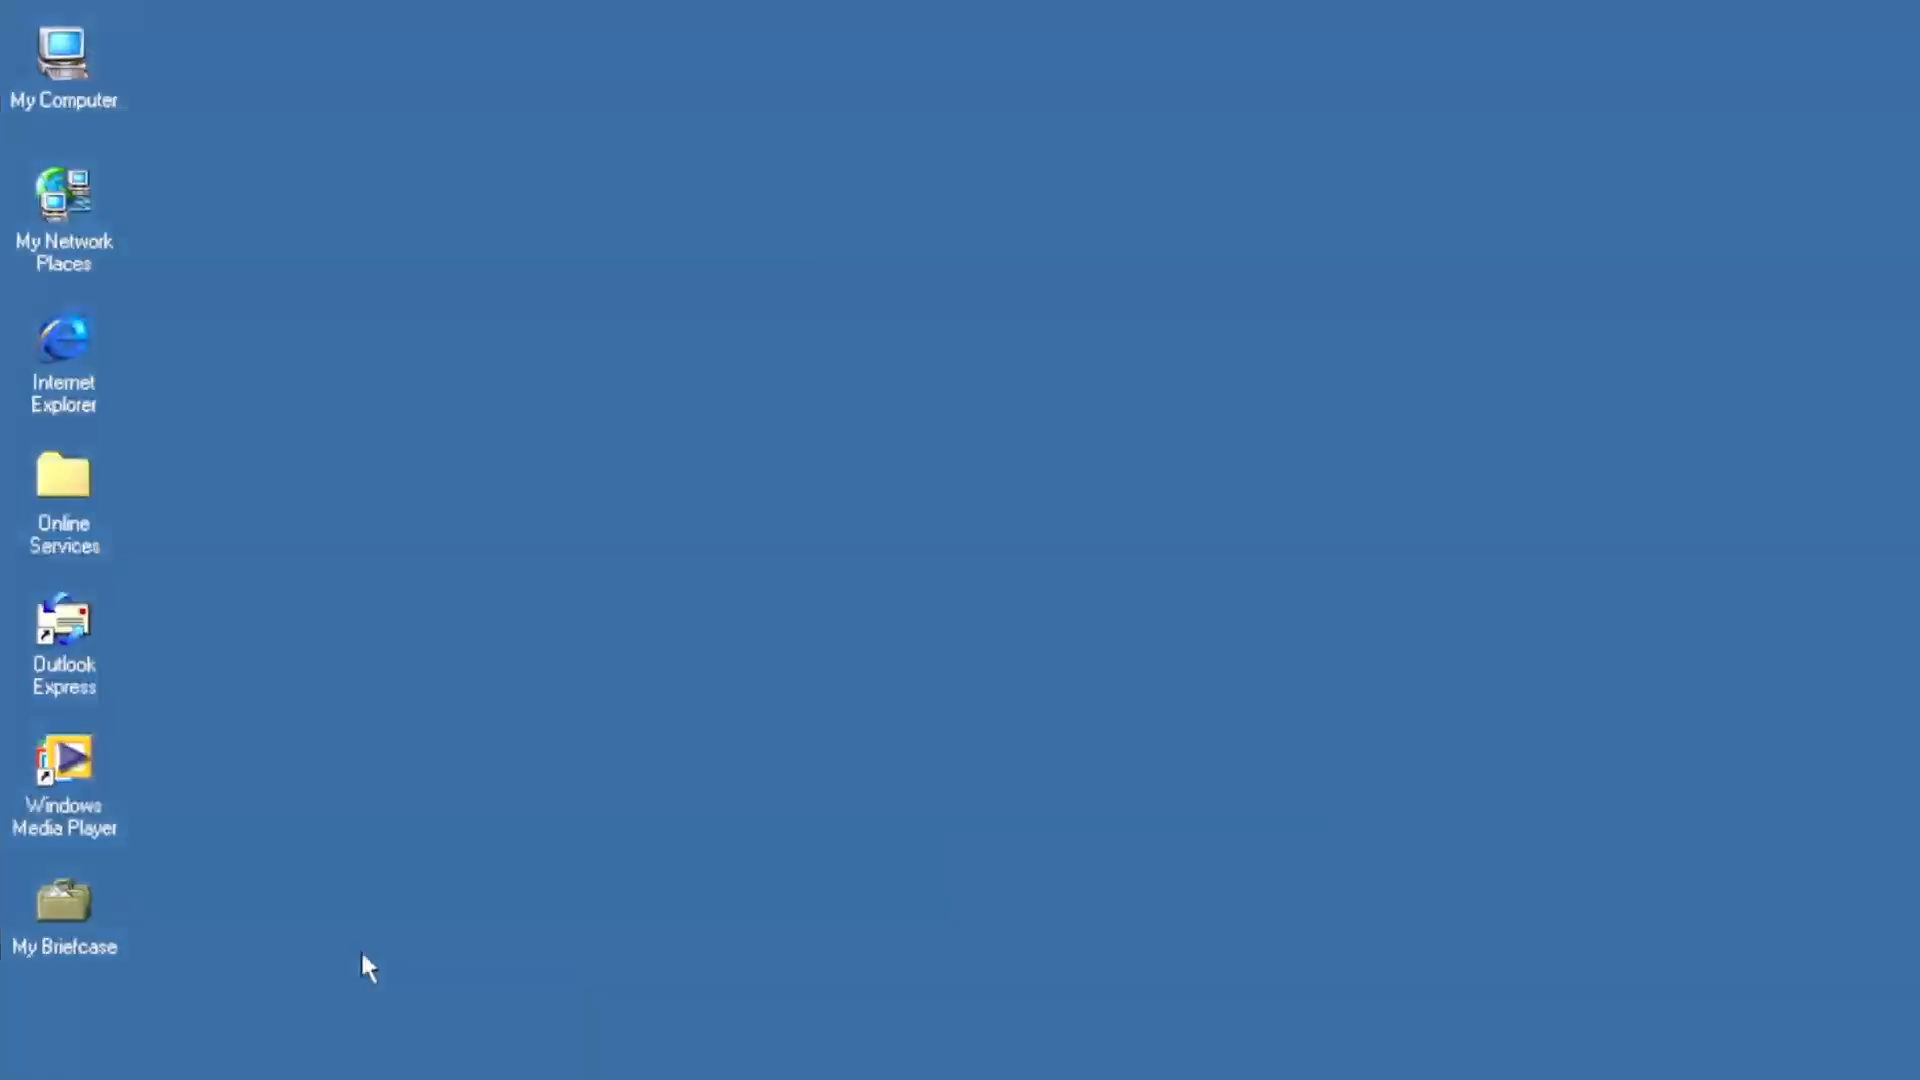 My Computer
My Network
Places
Internet
Explorer
Online
Services
Outlook
Express
Windows
Media Player
My Briefcase